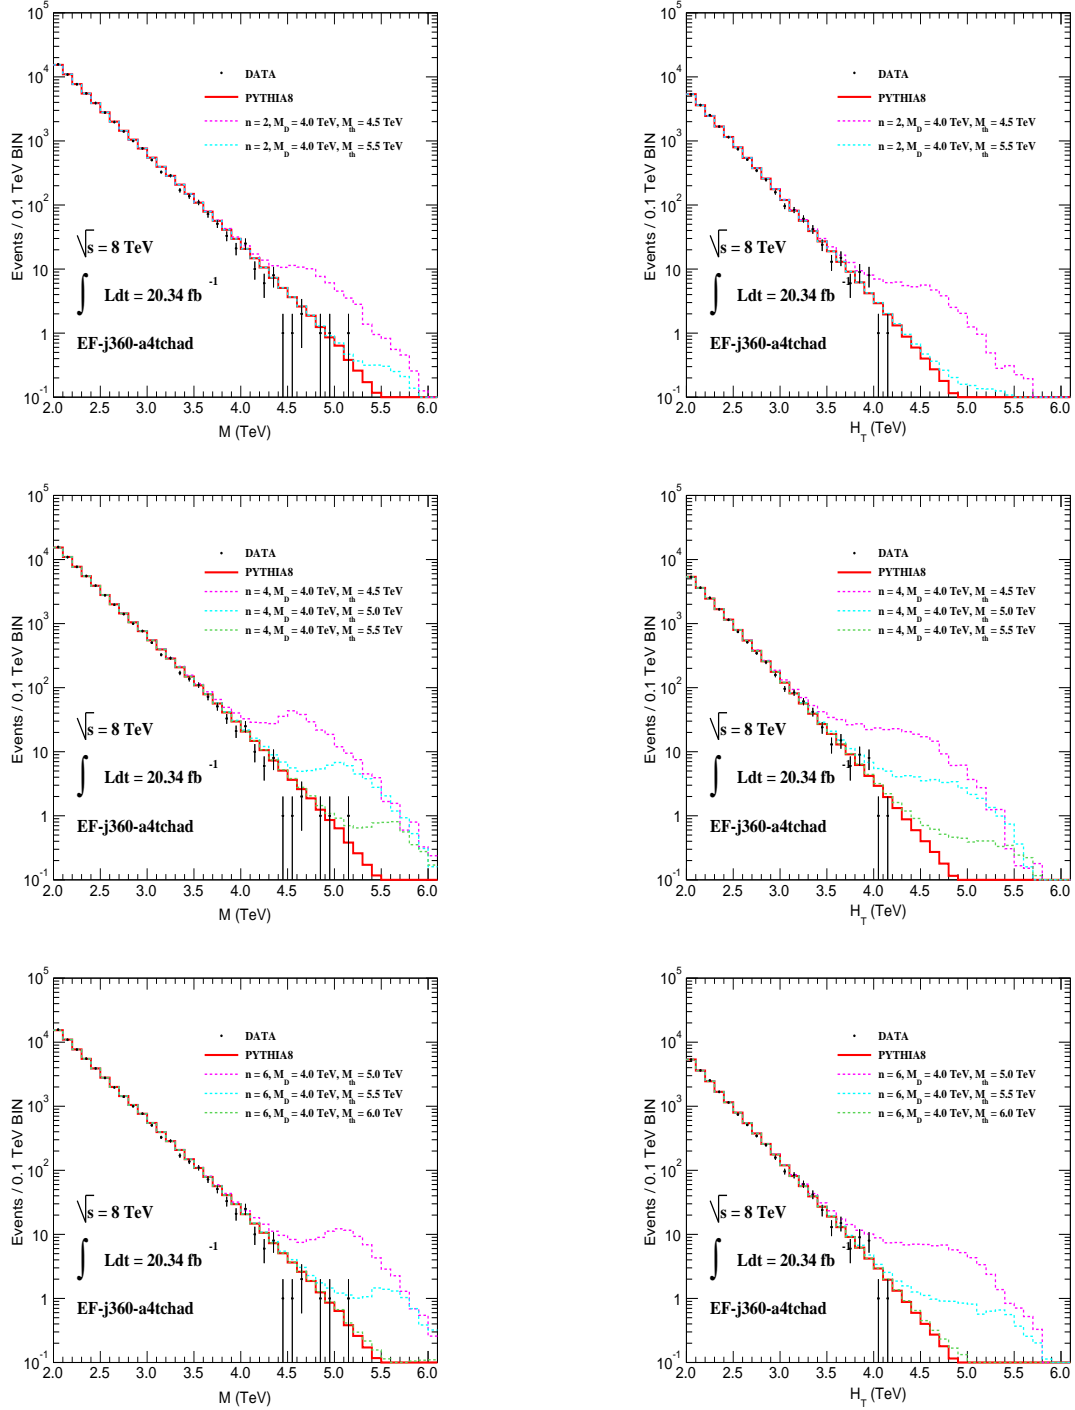 10^5
10^4
10^3
10^2
10
1
10^-1
Events / 0.1 TeV BIN
DATA
PYTHIA8
n = 2, M_D = 4.0 TeV, M_th = 4.5 TeV
n = 2, M_D = 4.0 TeV, M_th = 5.5 TeV
√s = 8 TeV
∫ Ldt = 20.34 fb^-1
EF-j360-a4tchad
2.0 2.5 3.0 3.5 4.0 4.5 5.0 5.5 6.0
M (TeV)
10^5
10^4
10^3
10^2
10
1
10^-1
Events / 0.1 TeV BIN
DATA
PYTHIA8
n = 2, M_D = 4.0 TeV, M_th = 4.5 TeV
n = 2, M_D = 4.0 TeV, M_th = 5.5 TeV
√s = 8 TeV
∫ Ldt = 20.34 fb^-1
EF-j360-a4tchad
2.0 2.5 3.0 3.5 4.0 4.5 5.0 5.5 6.0
H_T (TeV)
10^5
10^4
10^3
10^2
10
1
10^-1
Events / 0.1 TeV BIN
DATA
PYTHIA8
n = 4, M_D = 4.0 TeV, M_th = 4.5 TeV
n = 4, M_D = 4.0 TeV, M_th = 5.0 TeV
n = 4, M_D = 4.0 TeV, M_th = 5.5 TeV
√s = 8 TeV
∫ Ldt = 20.34 fb^-1
EF-j360-a4tchad
2.0 2.5 3.0 3.5 4.0 4.5 5.0 5.5 6.0
M (TeV)
10^5
10^4
10^3
10^2
10
1
10^-1
Events / 0.1 TeV BIN
DATA
PYTHIA8
n = 4, M_D = 4.0 TeV, M_th = 4.5 TeV
n = 4, M_D = 4.0 TeV, M_th = 5.0 TeV
n = 4, M_D = 4.0 TeV, M_th = 5.5 TeV
√s = 8 TeV
∫ Ldt = 20.34 fb^-1
EF-j360-a4tchad
2.0 2.5 3.0 3.5 4.0 4.5 5.0 5.5 6.0
H_T (TeV)
10^5
10^4
10^3
10^2
10
1
10^-1
Events / 0.1 TeV BIN
DATA
PYTHIA8
n = 6, M_D = 4.0 TeV, M_th = 5.0 TeV
n = 6, M_D = 4.0 TeV, M_th = 5.5 TeV
n = 6, M_D = 4.0 TeV, M_th = 6.0 TeV
√s = 8 TeV
∫ Ldt = 20.34 fb^-1
EF-j360-a4tchad
2.0 2.5 3.0 3.5 4.0 4.5 5.0 5.5 6.0
M (TeV)
10^5
10^4
10^3
10^2
10
1
10^-1
Events / 0.1 TeV BIN
DATA
PYTHIA8
n = 6, M_D = 4.0 TeV, M_th = 5.0 TeV
n = 6, M_D = 4.0 TeV, M_th = 5.5 TeV
n = 6, M_D = 4.0 TeV, M_th = 6.0 TeV
√s = 8 TeV
∫ Ldt = 20.34 fb^-1
EF-j360-a4tchad
2.0 2.5 3.0 3.5 4.0 4.5 5.0 5.5 6.0
H_T (TeV)